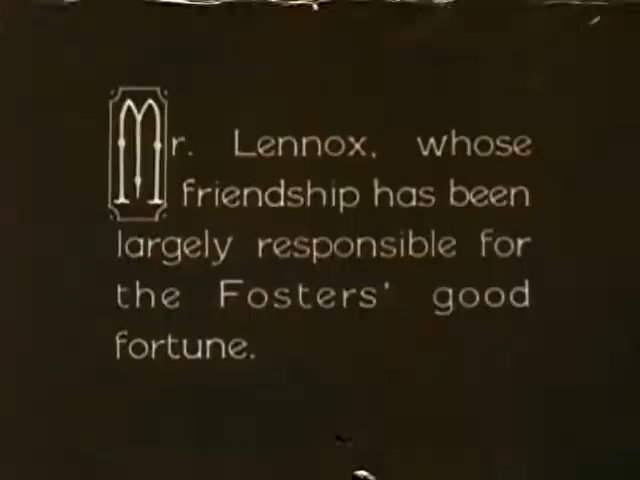 Mr. Lennox, whose
friendship has been
largely responsible for
the Fosters' good
fortune.